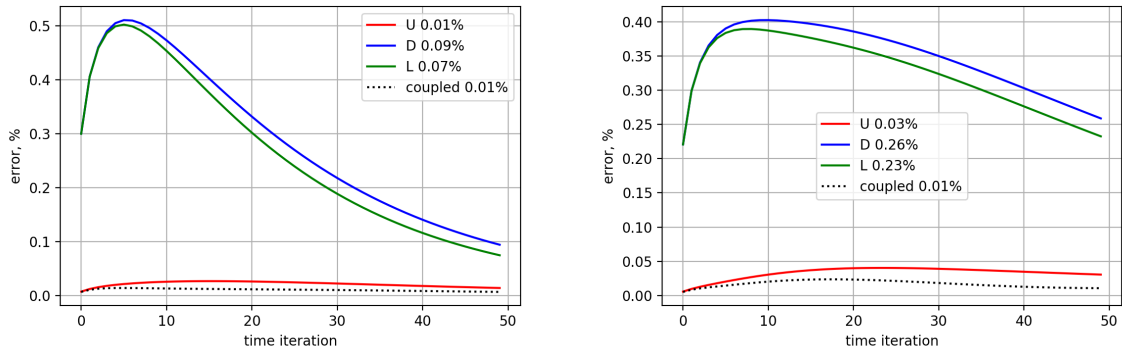 error, %
0.5
0.4
0.3
0.2
0.1
0.0
U 0.01%
D 0.09%
L 0.07%
coupled 0.01%
0 10 20 30 40 50
time iteration
error, %
0.40
0.35
0.30
0.25
0.20
0.15
0.10
0.05
0.00
U 0.03%
D 0.26%
L 0.23%
coupled 0.01%
0 10 20 30 40 50
time iteration